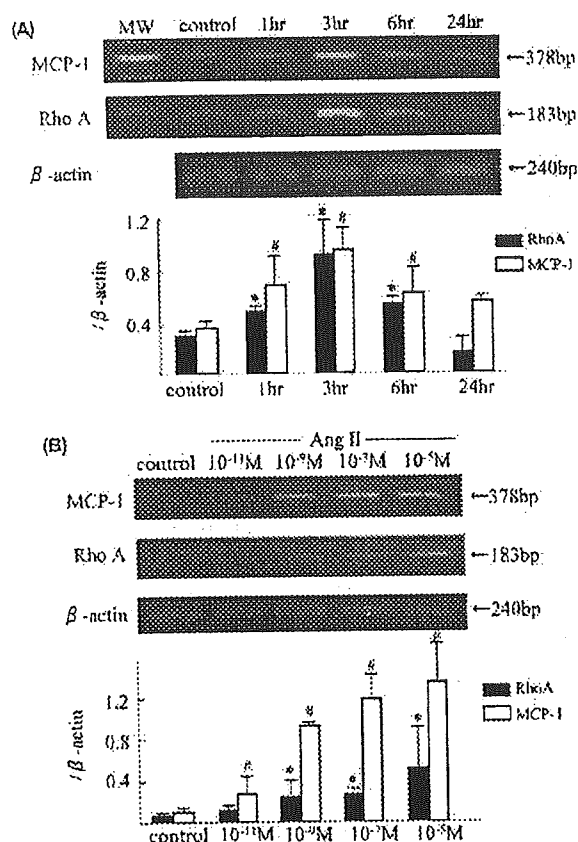 (A)
MW control 1hr 3hr 6hr 24hr
MCP-1 ←378bp
Rho A ←183bp
β-actin ←240bp
1.2
0.8
0.4
/β-actin
* # * # * #
RhoA
MCP-1
control 1hr 3hr 6hr 24hr
(B)
Ang II
control 10⁻¹¹M 10⁻⁹M 10⁻⁷M 10⁻⁵M
MCP-1 ←378bp
Rho A ←183bp
β-actin ←240bp
1.2
0.8
0.4
/β-actin
# * # * # * #
RhoA
MCP-1
control 10⁻¹¹M 10⁻⁹M 10⁻⁷M 10⁻⁵M